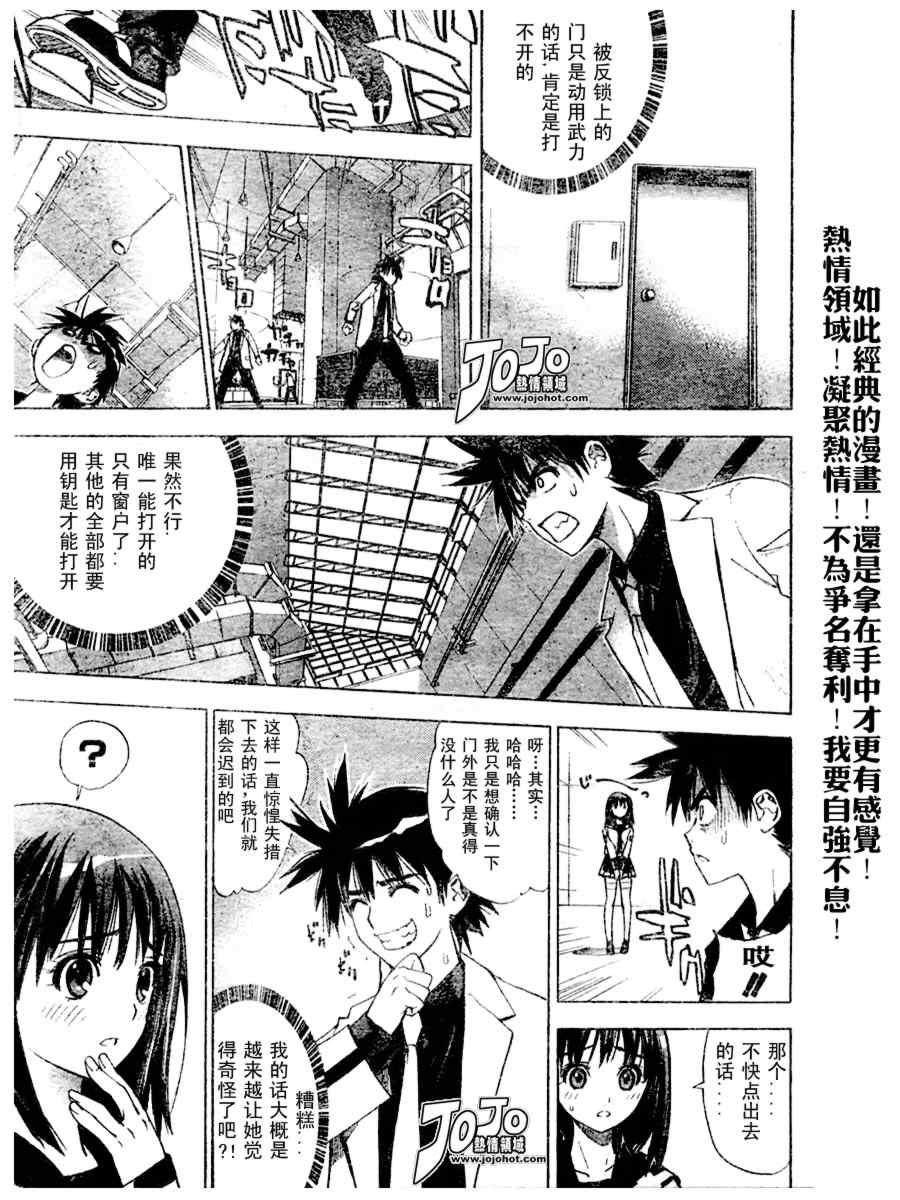 被反锁上的
门只是动用武力
的话,肯定是打
不开的
果然不行…
唯一能打开的
只有窗户了…
其他的全部都要
用钥匙才能打开
哎!!
呀…其实…
哈哈哈……
我只是想确认一下
门外是不是真得
没什么人了
这样一直惊惶失措
下去的话,我们就
都会迟到的吧
?
那个……
不快点出去
的话……
糟糕…
我的话大概是
越来越让她觉
得奇怪了吧?!
JOJO
熱情領域
www.jojohot.com
JOJO
熱情領域
www.jojohot.com
如此經典的漫畫!還是拿在手中才更有感覺!
熱情領域!凝聚熱情!不為爭名奪利!我要自強不息!